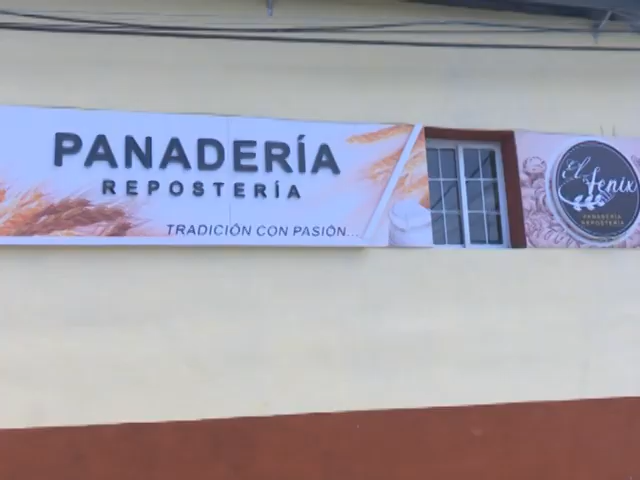 PANADERÍA
REPOSTERÍA
TRADICIÓN CON PASIÓN...
El
fenix
PANADERÍA
REPOSTERÍA